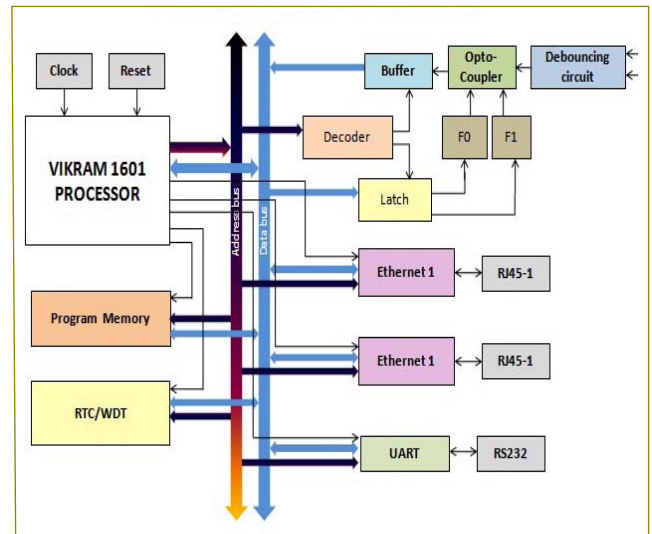 Clock
Reset
Buffer
Opto-
Coupler
Debouncing
circuit
VIKRAM 1601
PROCESSOR
Decoder
F0
F1
Latch
Address bus
Data bus
Ethernet 1
RJ45-1
Program Memory
Ethernet 1
RJ45-1
RTC/WDT
UART
RS232